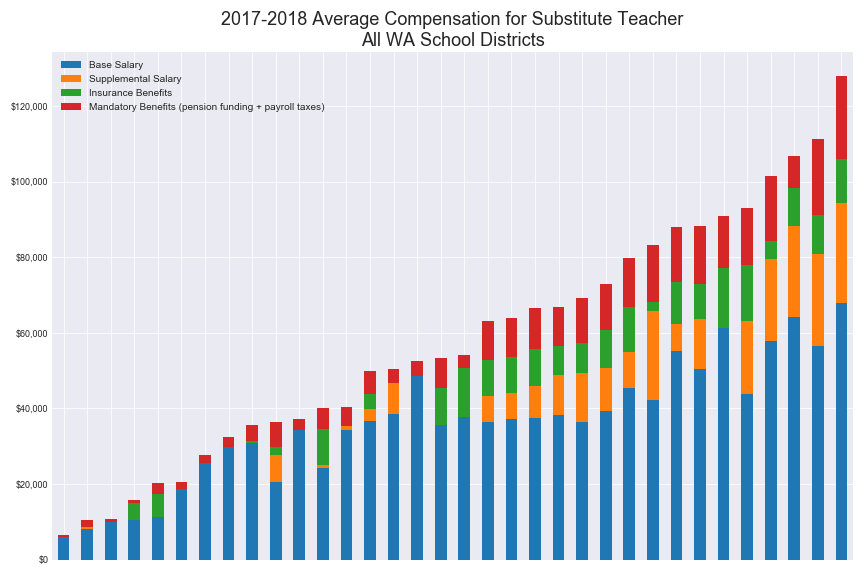 2017-2018 Average Compensation for Substitute Teacher
All WA School Districts
Base Salary
Supplemental Salary
Insurance Benefits
Mandatory Benefits (pension funding + payroll taxes)
$120,000
$100,000
$80,000
$60,000
$40,000
$20,000
$0